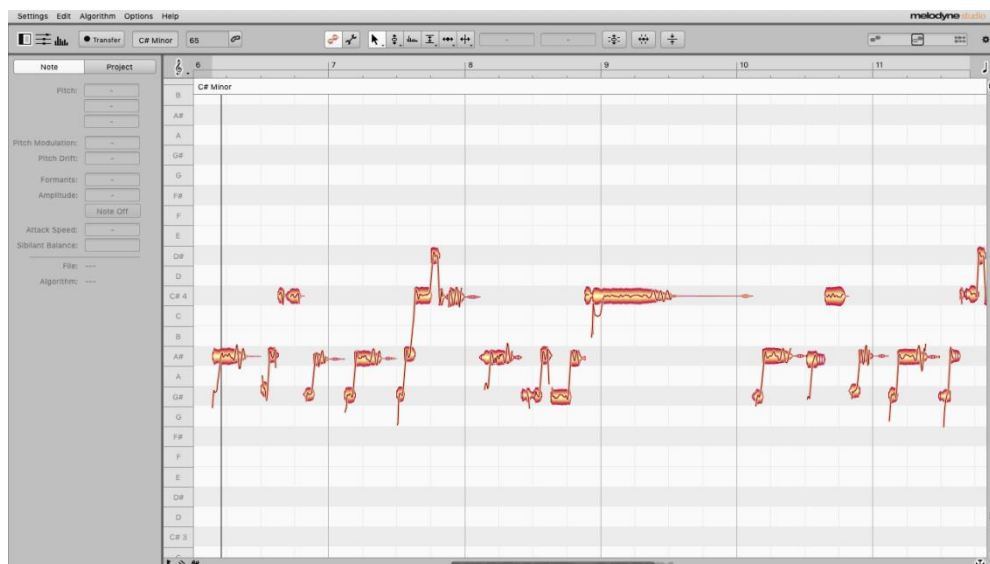 Settings Edit Algorithm Options Help
melodyne studio
Transfer
C# Minor
65
Note Project
6 7 8 9 10 11
C# Minor
Pitch: -
-
-
Pitch Modulation: -
Pitch Drift: -
Formants: -
Amplitude: -
Note Off
Attack Speed: -
Sibilant Balance:
File: ---
Algorithm: ---
B
A#
A
G#
G
F#
F
E
D#
D
C# 4
C
B
A#
A
G#
G
F#
F
E
D#
D
C# 3